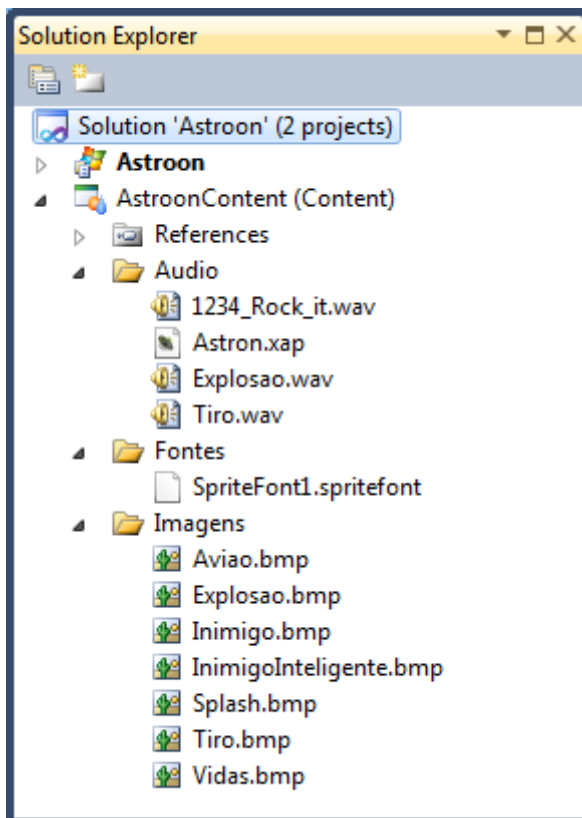 Solution Explorer
Solution 'Astroon' (2 projects)
Astroon
AstroonContent (Content)
References
Audio
1234_Rock_it.wav
Astron.xap
Explosao.wav
Tiro.wav
Fontes
SpriteFont1.spritefont
Imagens
Aviao.bmp
Explosao.bmp
Inimigo.bmp
InimigoInteligente.bmp
Splash.bmp
Tiro.bmp
Vidas.bmp